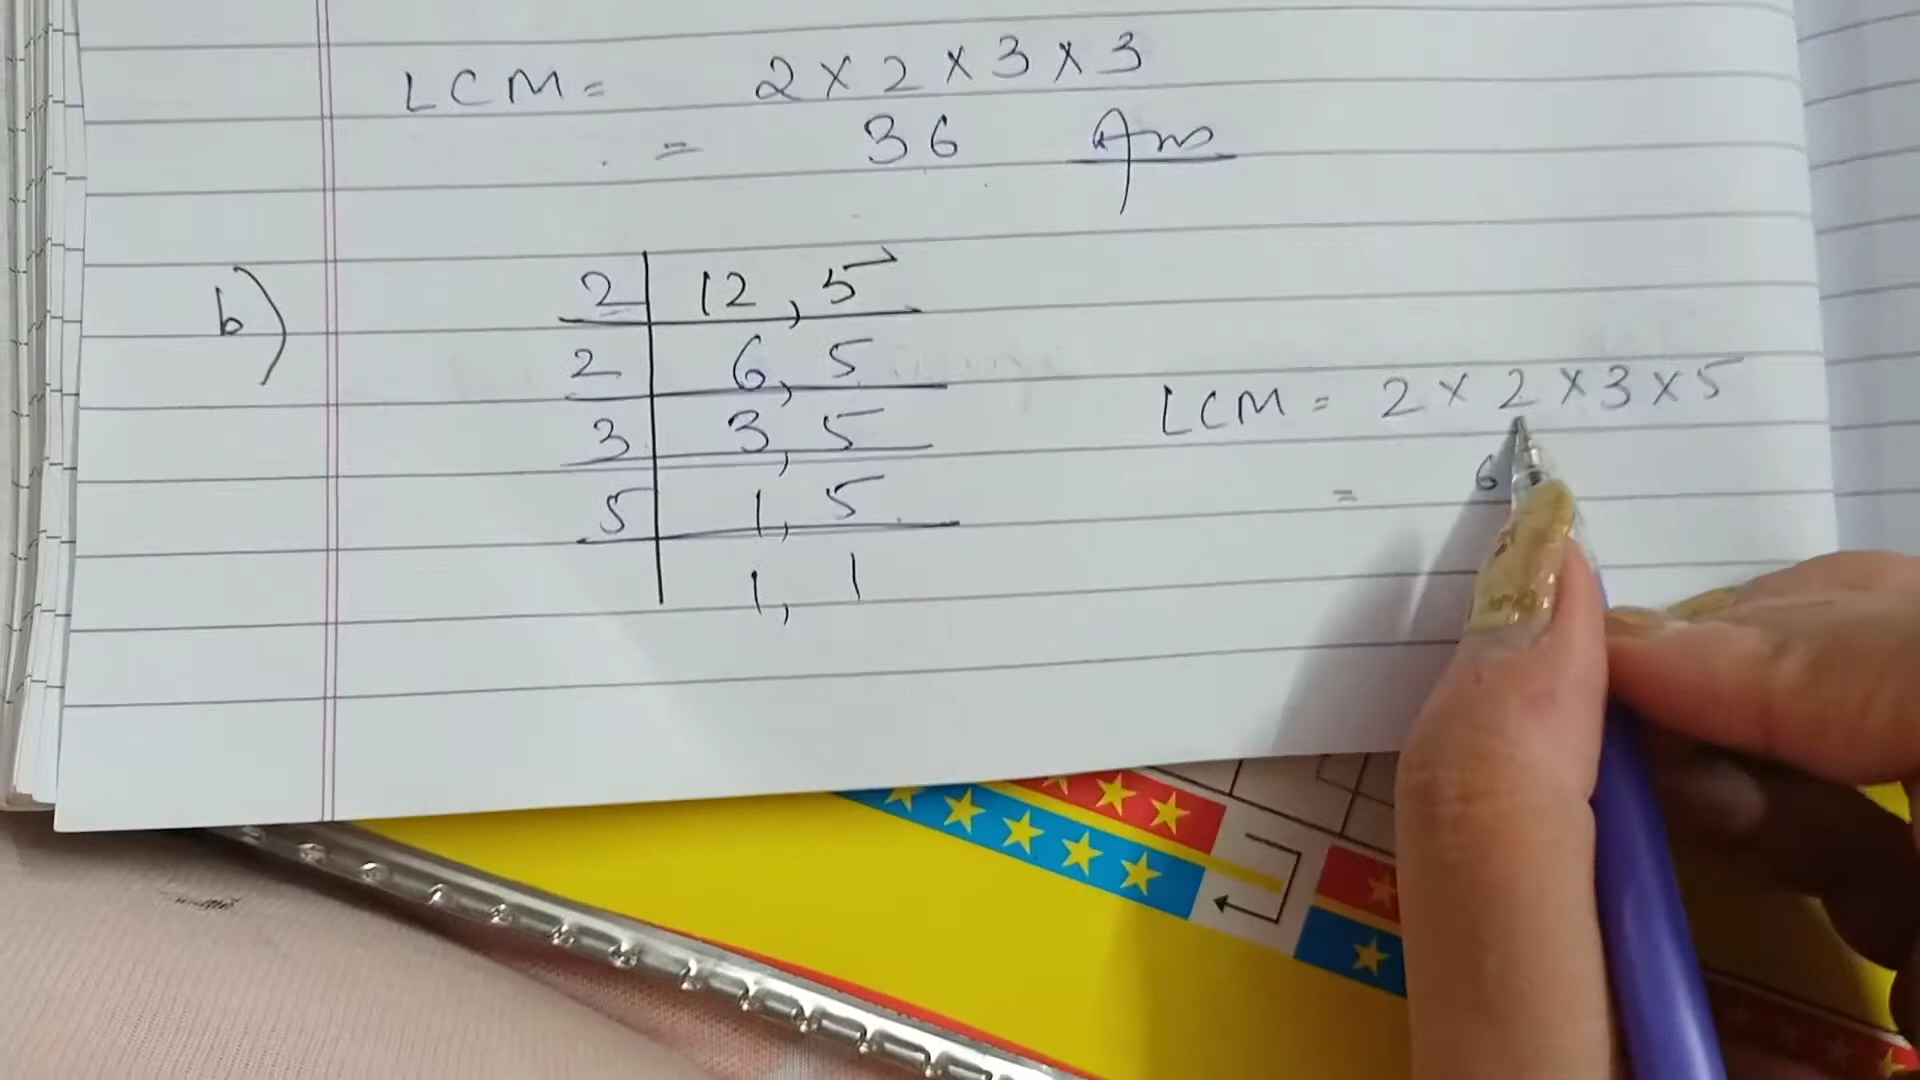 LCM = 2 × 2 × 3 × 3
= 36 Ans
b)
2 | 12, 5
2 | 6, 5
3 | 3, 5
5 | 1, 5
1, 1
LCM = 2 × 2 × 3 × 5
= 6